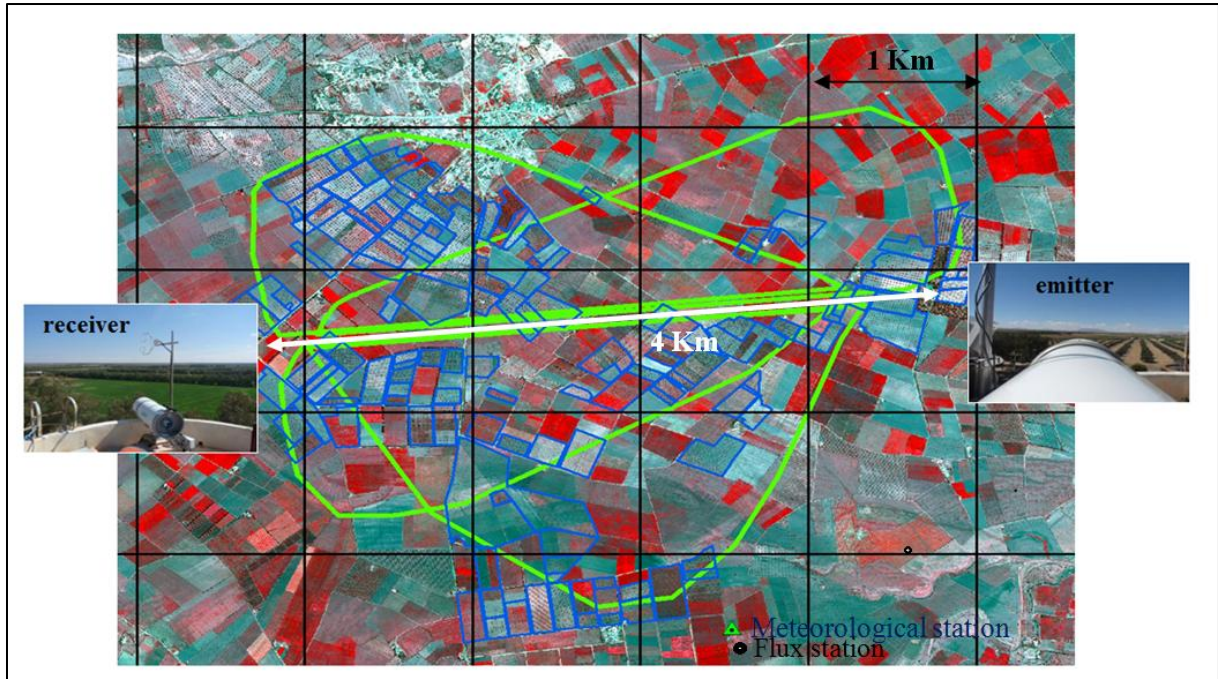 1 Km
receiver
emitter
4 Km
Meteorological station
Flux station